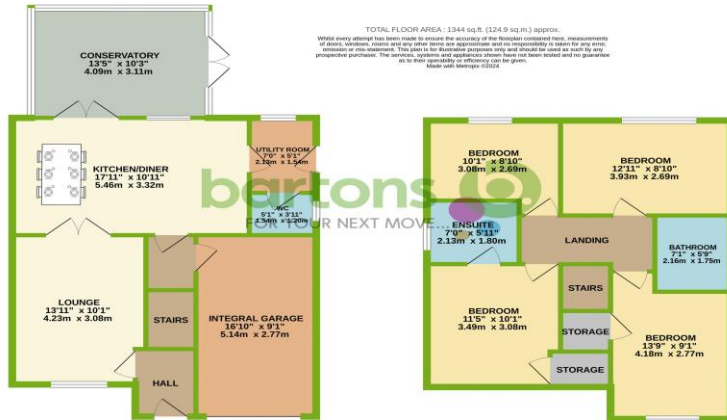 TOTAL FLOOR AREA : 1344 sq.ft. (124.9 sq.m.) approx.
Whilst every attempt has been made to ensure the accuracy of the floorplan contained here, measurements
of doors, windows, rooms and any other items are approximate and no responsibility is taken for any error,
omission or mis-statement. This plan is for illustrative purposes only and should be used as such by any
prospective purchaser. The services, systems and appliances shown have not been tested and no guarantee
as to their operability or efficiency can be given.
Made with Metropix ©2024
CONSERVATORY
13'5" x 10'3"
4.09m x 3.11m
KITCHEN/DINER
17'11" x 10'11"
5.46m x 3.32m
UTILITY ROOM
7'0" x 5'1"
2.13m x 1.54m
WC
5'1" x 3'11"
1.54m x 1.20m
LOUNGE
13'11" x 10'1"
4.23m x 3.08m
STAIRS
INTEGRAL GARAGE
16'10" x 9'1"
5.14m x 2.77m
HALL
bartons
FOR YOUR NEXT MOVE...
BEDROOM
10'1" x 8'10"
3.08m x 2.69m
BEDROOM
12'11" x 8'10"
3.93m x 2.69m
ENSUITE
7'0" x 5'11"
2.13m x 1.80m
LANDING
BATHROOM
7'1" x 5'9"
2.16m x 1.75m
STAIRS
BEDROOM
11'5" x 10'1"
3.49m x 3.08m
STORAGE
BEDROOM
13'9" x 9'1"
4.18m x 2.77m
STORAGE